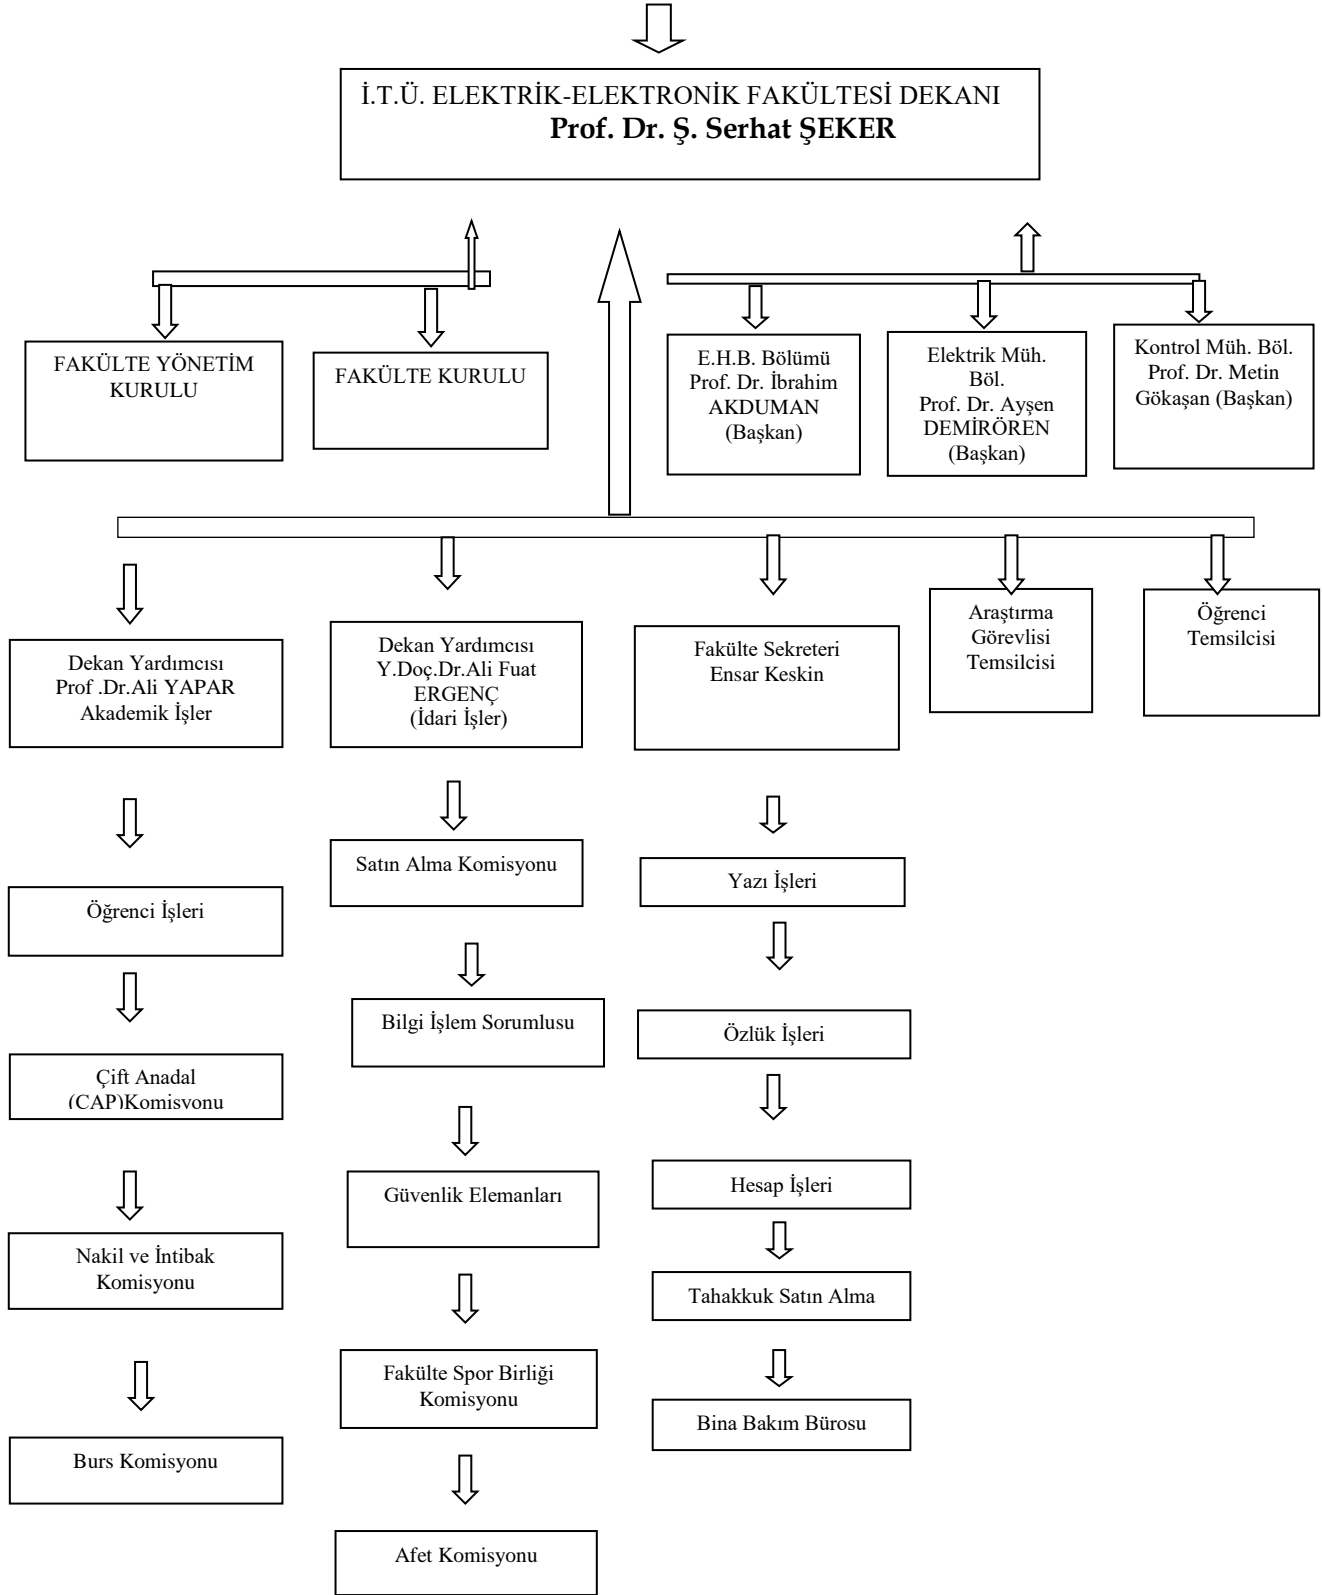 İ.T.Ü. ELEKTRİK-ELEKTRONİK FAKÜLTESİ DEKANI
Prof. Dr. Ş. Serhat ŞEKER
FAKÜLTE YÖNETİM
KURULU
FAKÜLTE KURULU
E.H.B. Bölümü
Prof. Dr. İbrahim
AKDUMAN
(Başkan)
Elektrik Müh.
Böl.
Prof. Dr. Ayşen
DEMİRÖREN
(Başkan)
Kontrol Müh. Böl.
Prof. Dr. Metin
Gökaşan (Başkan)
Dekan Yardımcısı
Prof .Dr.Ali YAPAR
Akademik İşler
Dekan Yardımcısı
Y.Doç.Dr.Ali Fuat
ERGENÇ
(İdari İşler)
Fakülte Sekreteri
Ensar Keskin
Araştırma
Görevlisi
Temsilcisi
Öğrenci
Temsilcisi
Öğrenci İşleri
Çift Anadal
(CAP)Komisyonu
Nakil ve İntibak
Komisyonu
Burs Komisyonu
Satın Alma Komisyonu
Bilgi İşlem Sorumlusu
Güvenlik Elemanları
Fakülte Spor Birliği
Komisyonu
Afet Komisyonu
Yazı İşleri
Özlük İşleri
Hesap İşleri
Tahakkuk Satın Alma
Bina Bakım Bürosu